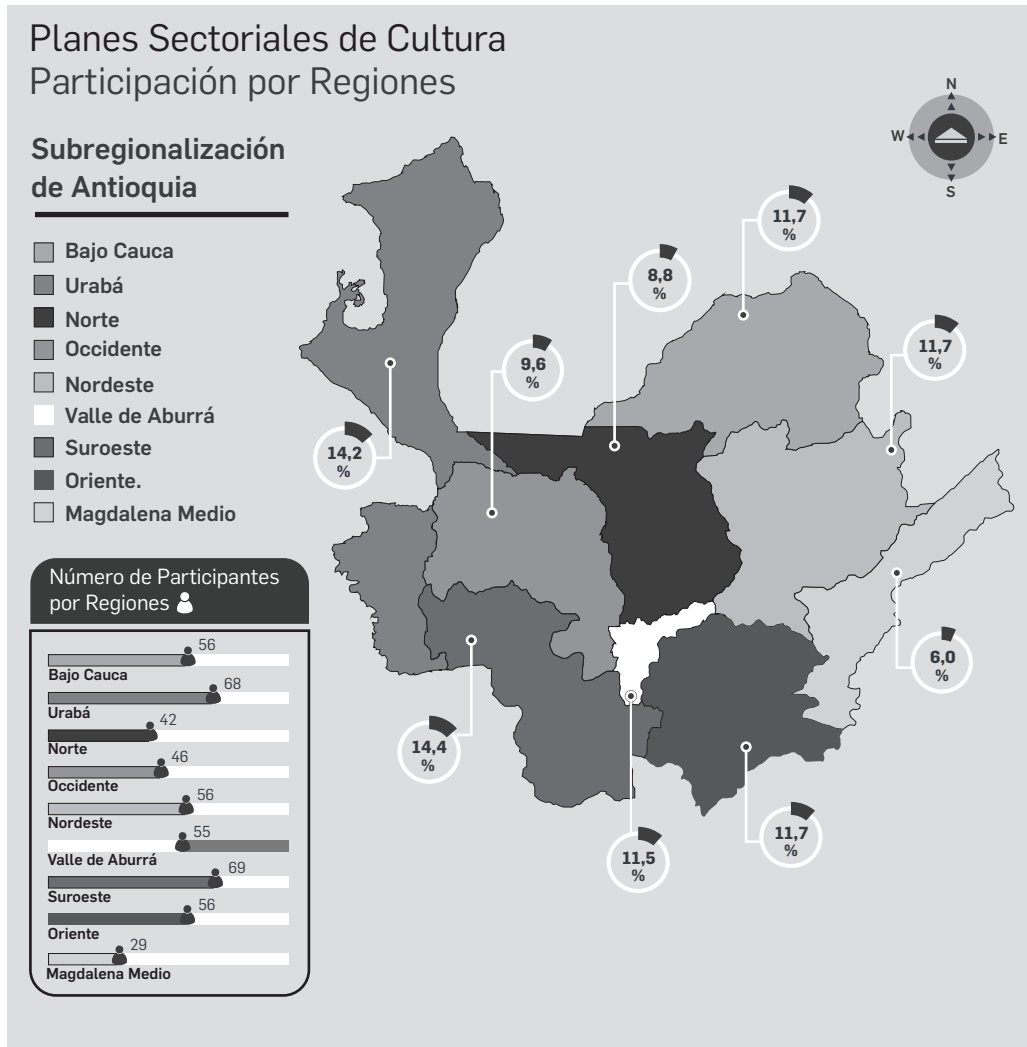 Planes Sectoriales de Cultura
Participación por Regiones
Subregionalización
de Antioquia
Bajo Cauca
Urabá
Norte
Occidente
Nordeste
Valle de Aburrá
Suroeste
Oriente.
Magdalena Medio
N
W
E
S
11,7
%
8,8
%
11,7
%
9,6
%
14,2
%
6,0
%
14,4
%
11,7
%
11,5
%
Número de Participantes
por Regiones
56
Bajo Cauca
68
Urabá
42
Norte
46
Occidente
56
Nordeste
55
Valle de Aburrá
69
Suroeste
56
Oriente
29
Magdalena Medio